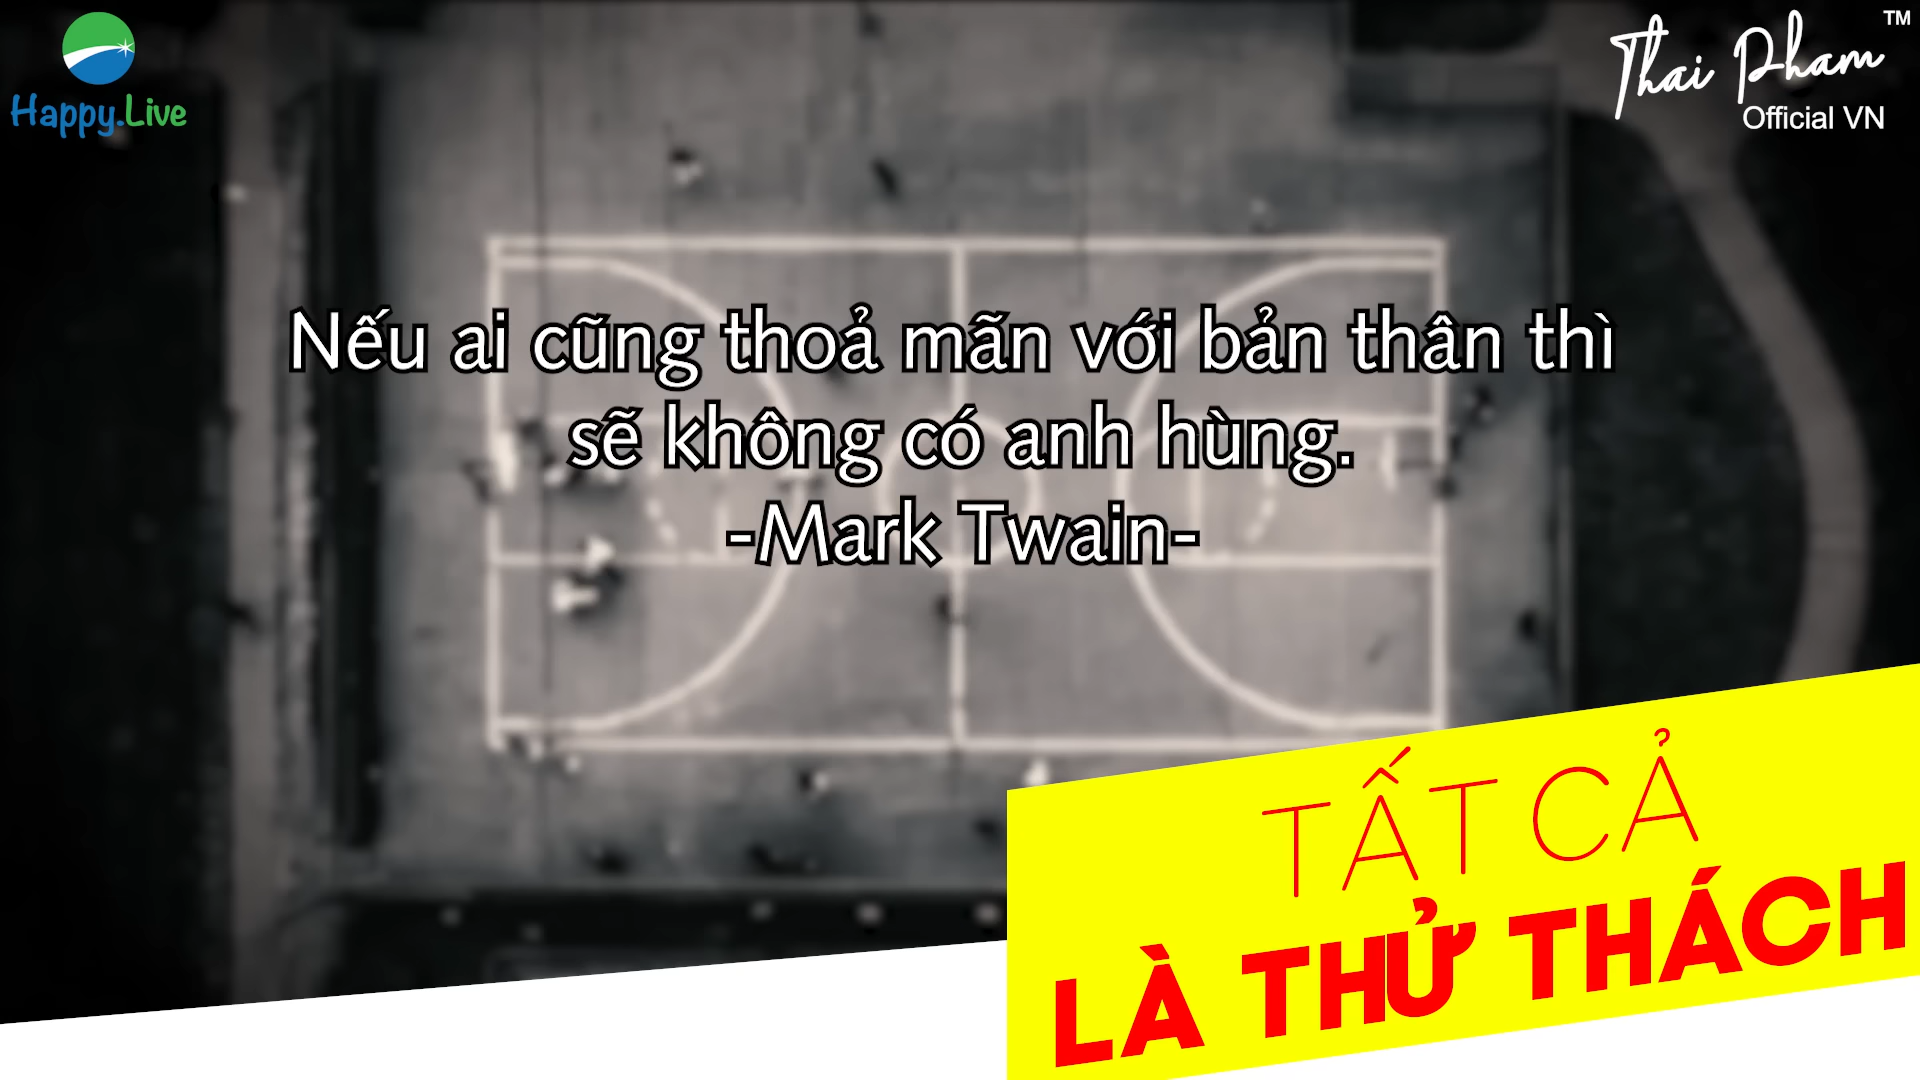 Happy.Live
Thai Pham™
Official VN
Nếu ai cũng thoả mãn với bản thân thì
sẽ không có anh hùng.
-Mark Twain-
TẤT CẢ
LÀ THỬ THÁCH